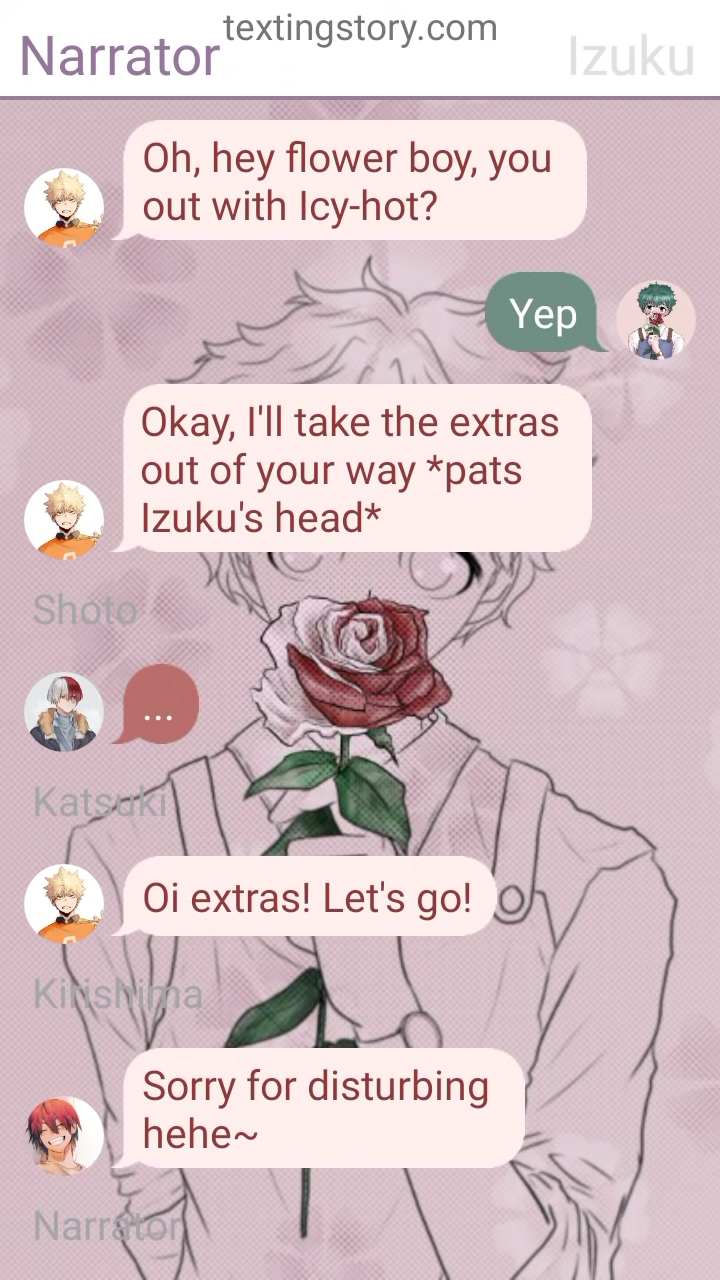 textingstory.com
Narrator
Izuku
Oh, hey flower boy, you
out with Icy-hot?
Yep
Okay, I'll take the extras
out of your way *pats
Izuku's head*
Shoto
...
Katsuki
Oi extras! Let's go!
Kirishima
Sorry for disturbing
hehe~
Narrator